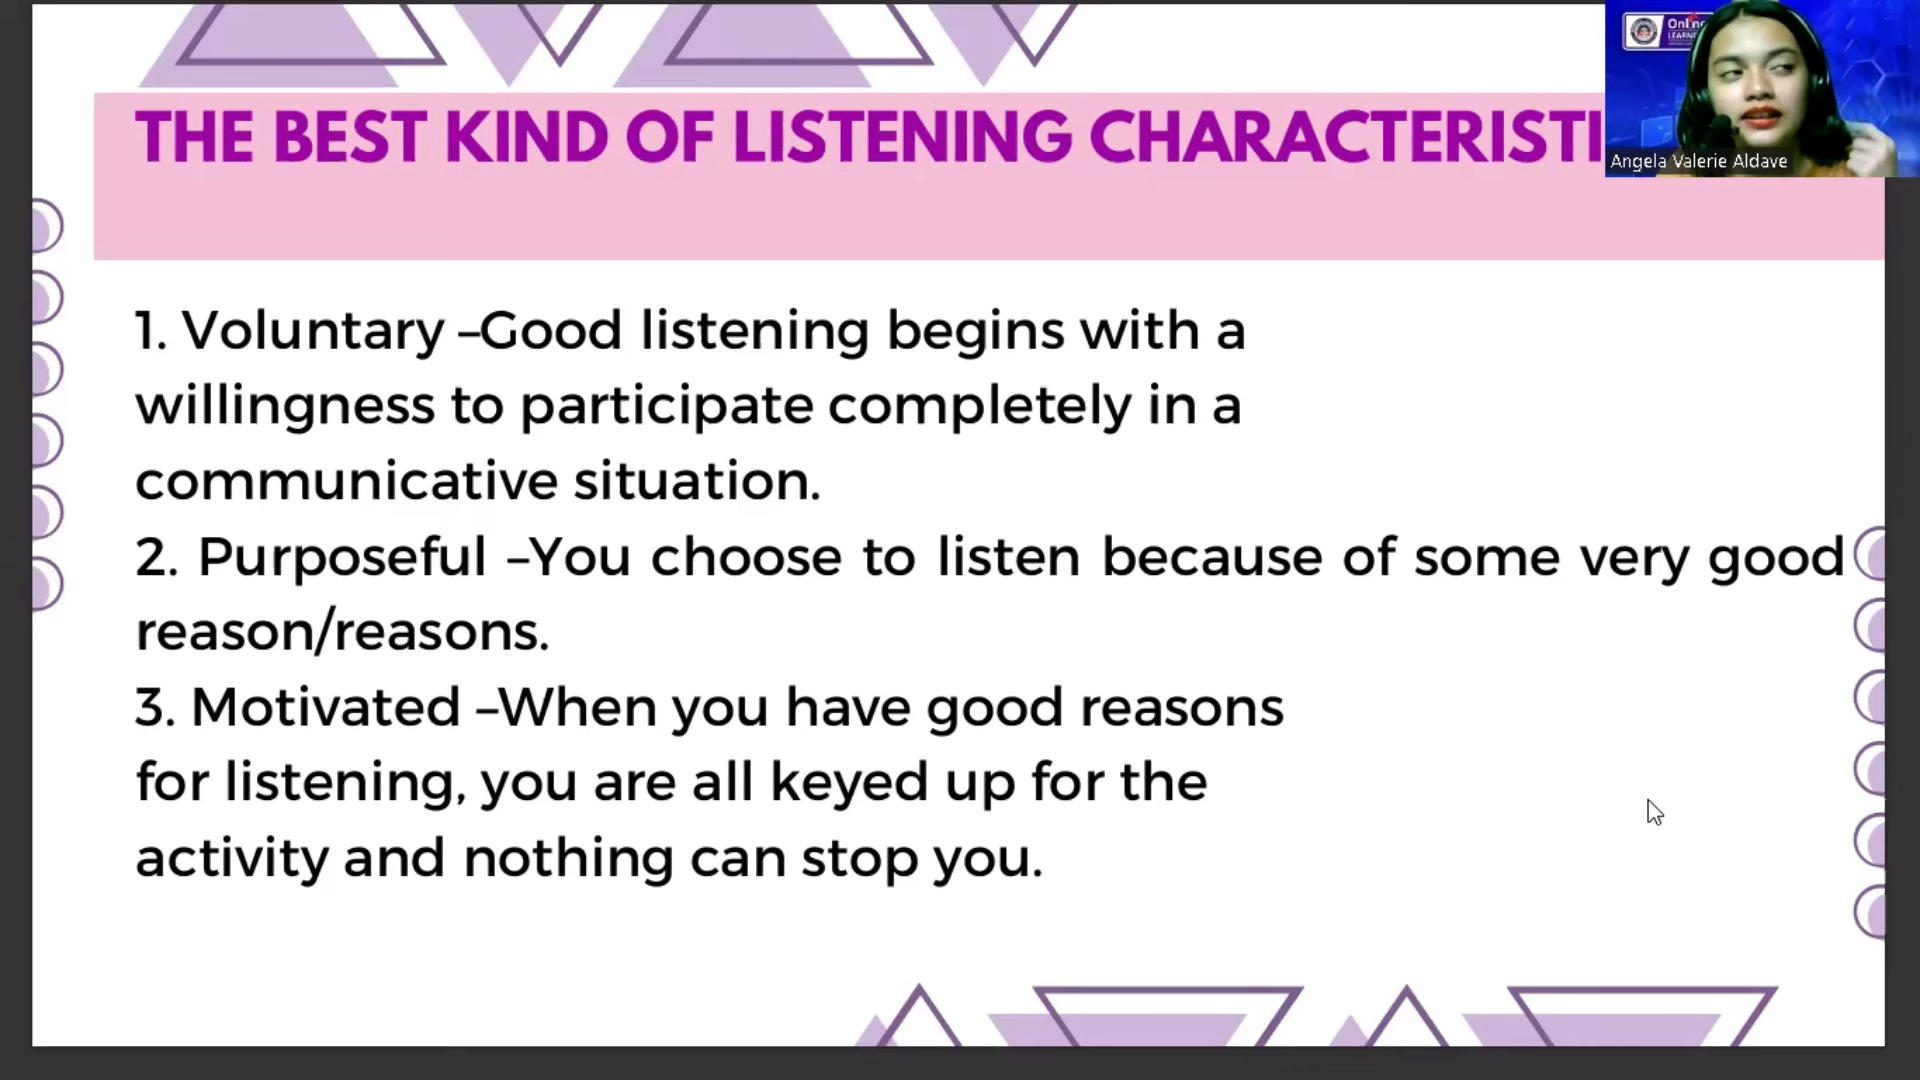 THE BEST KIND OF LISTENING CHARACTERISTI
Online
LEARN
Angela Valerie Aldave
1. Voluntary –Good listening begins with a
willingness to participate completely in a
communicative situation.
2. Purposeful –You choose to listen because of some very good
reason/reasons.
3. Motivated –When you have good reasons
for listening, you are all keyed up for the
activity and nothing can stop you.